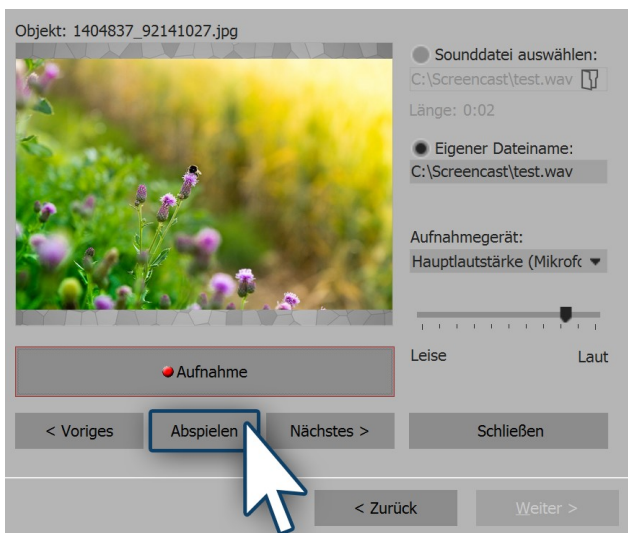 Objekt: 1404837_92141027.jpg
Sounddatei auswählen:
C:\Screencast\test.wav
Länge: 0:02
Eigener Dateiname:
C:\Screencast\test.wav
Aufnahmegerät:
Hauptlautstärke (Mikrofo
Leise Laut
Aufnahme
< Voriges Abspielen Nächstes > Schließen
< Zurück Weiter >